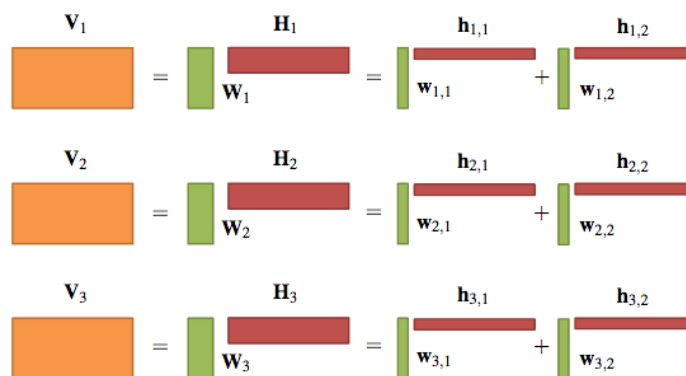 V₁ H₁ h₁,₁ h₁,₂
= W₁ = w₁,₁ + w₁,₂
V₂ H₂ h₂,₁ h₂,₂
= W₂ = w₂,₁ + w₂,₂
V₃ H₃ h₃,₁ h₃,₂
= W₃ = w₃,₁ + w₃,₂